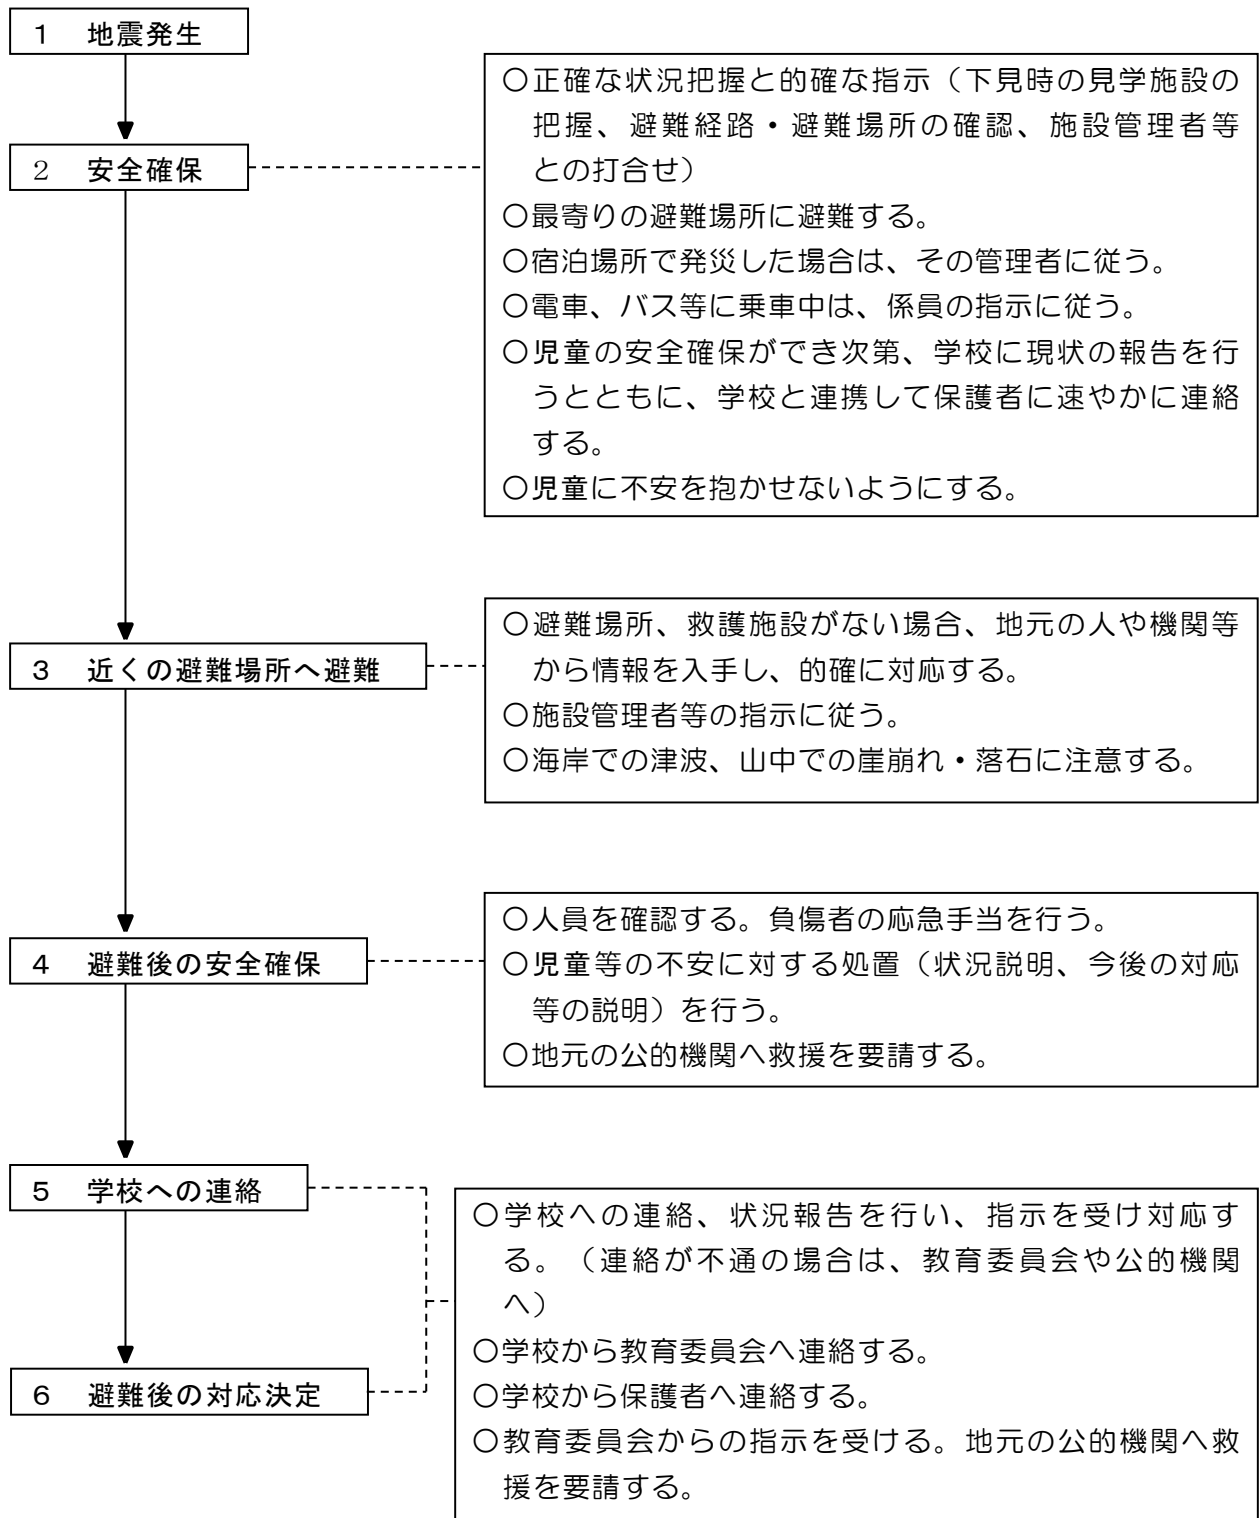 １　地震発生
２　安全確保
〇正確な状況把握と的確な指示（下見時の見学施設の
把握、避難経路・避難場所の確認、施設管理者等
との打合せ）
〇最寄りの避難場所に避難する。
〇宿泊場所で発災した場合は、その管理者に従う。
〇電車、バス等に乗車中は、係員の指示に従う。
〇児童の安全確保ができ次第、学校に現状の報告を行
うとともに、学校と連携して保護者に速やかに連絡
する。
〇児童に不安を抱かせないようにする。
３　近くの避難場所へ避難
〇避難場所、救護施設がない場合、地元の人や機関等
から情報を入手し、的確に対応する。
〇施設管理者等の指示に従う。
〇海岸での津波、山中での崖崩れ・落石に注意する。
４　避難後の安全確保
〇人員を確認する。負傷者の応急手当を行う。
〇児童等の不安に対する処置（状況説明、今後の対応
等の説明）を行う。
〇地元の公的機関へ救援を要請する。
５　学校への連絡
６　避難後の対応決定
〇学校への連絡、状況報告を行い、指示を受け対応す
る。（連絡が不通の場合は、教育委員会や公的機関
へ）
〇学校から教育委員会へ連絡する。
〇学校から保護者へ連絡する。
〇教育委員会からの指示を受ける。地元の公的機関へ救
援を要請する。